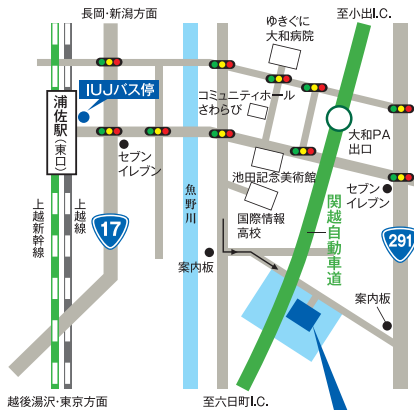 長岡・新潟方面
至小出I.C.
ゆきぐに
大和病院
IUJバス停
コミュニティホール
さわらび
浦佐駅
（東口）
大和PA
出口
セブン
イレブン
池田記念美術館
セブン
イレブン
魚野川
国際情報
高校
関越自動車道
上越新幹線
上越線
17
291
案内板
案内板
越後湯沢・東京方面
至六日町I.C.